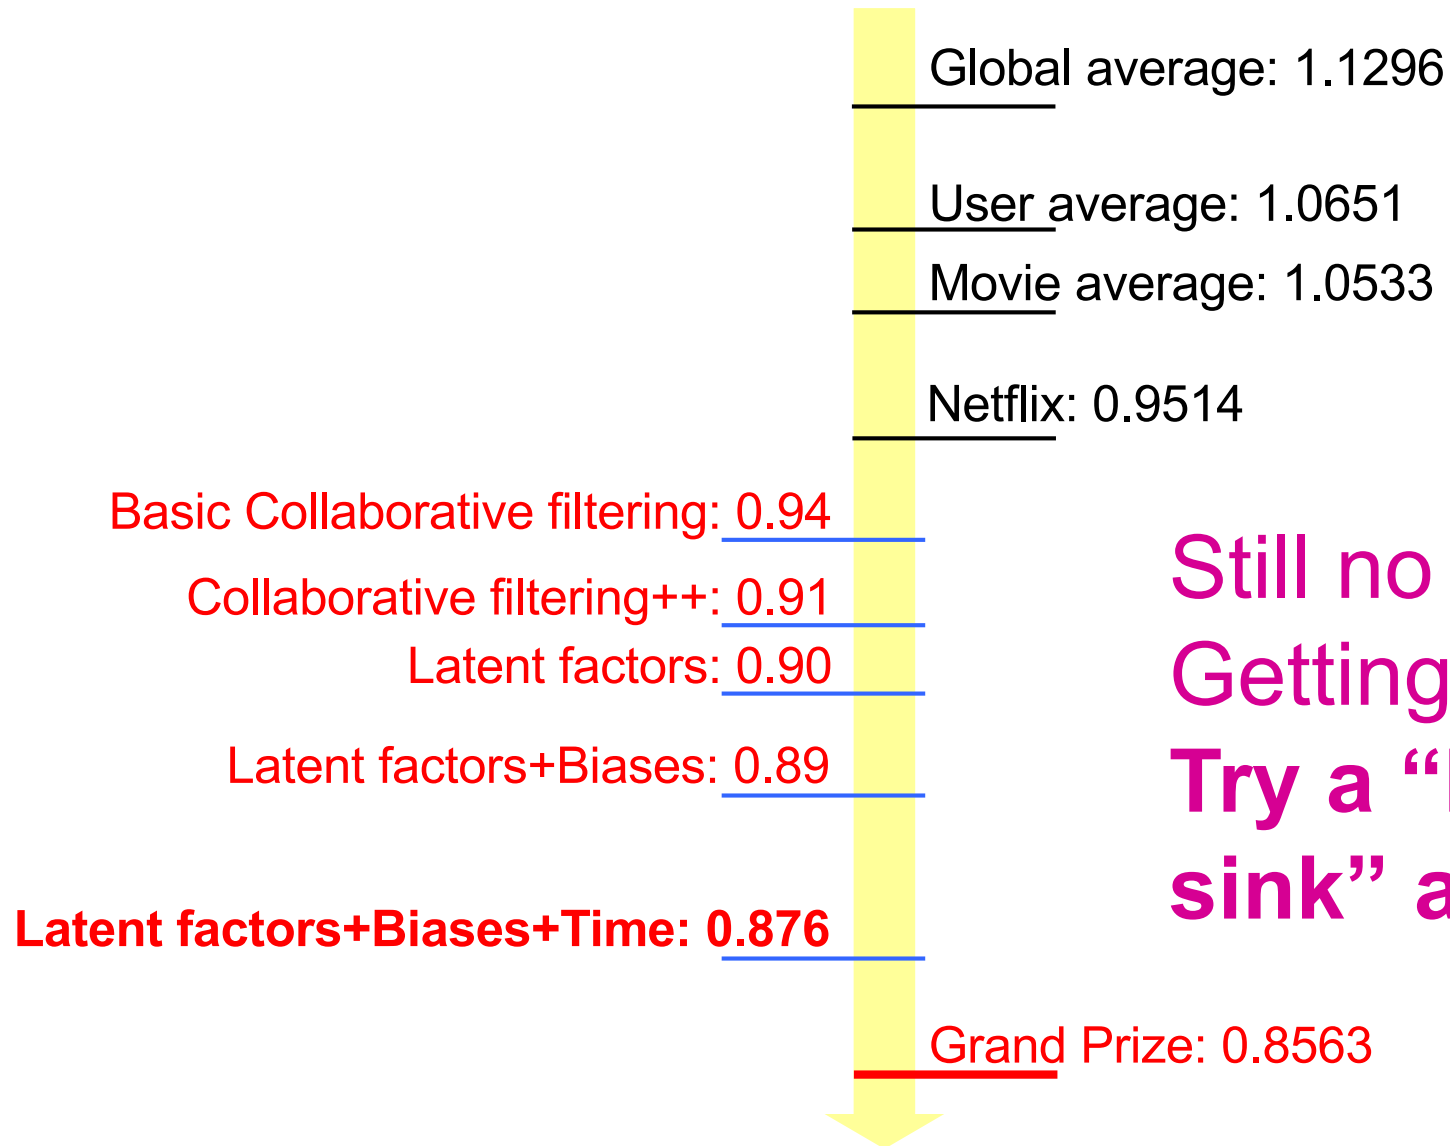 Global average: 1.1296
User average: 1.0651
Movie average: 1.0533
Netflix: 0.9514
Basic Collaborative filtering: 0.94
Collaborative filtering++: 0.91
Latent factors: 0.90
Latent factors+Biases: 0.89
Latent factors+Biases+Time: 0.876
Grand Prize: 0.8563
Still no
Getting
Try a “
sink”